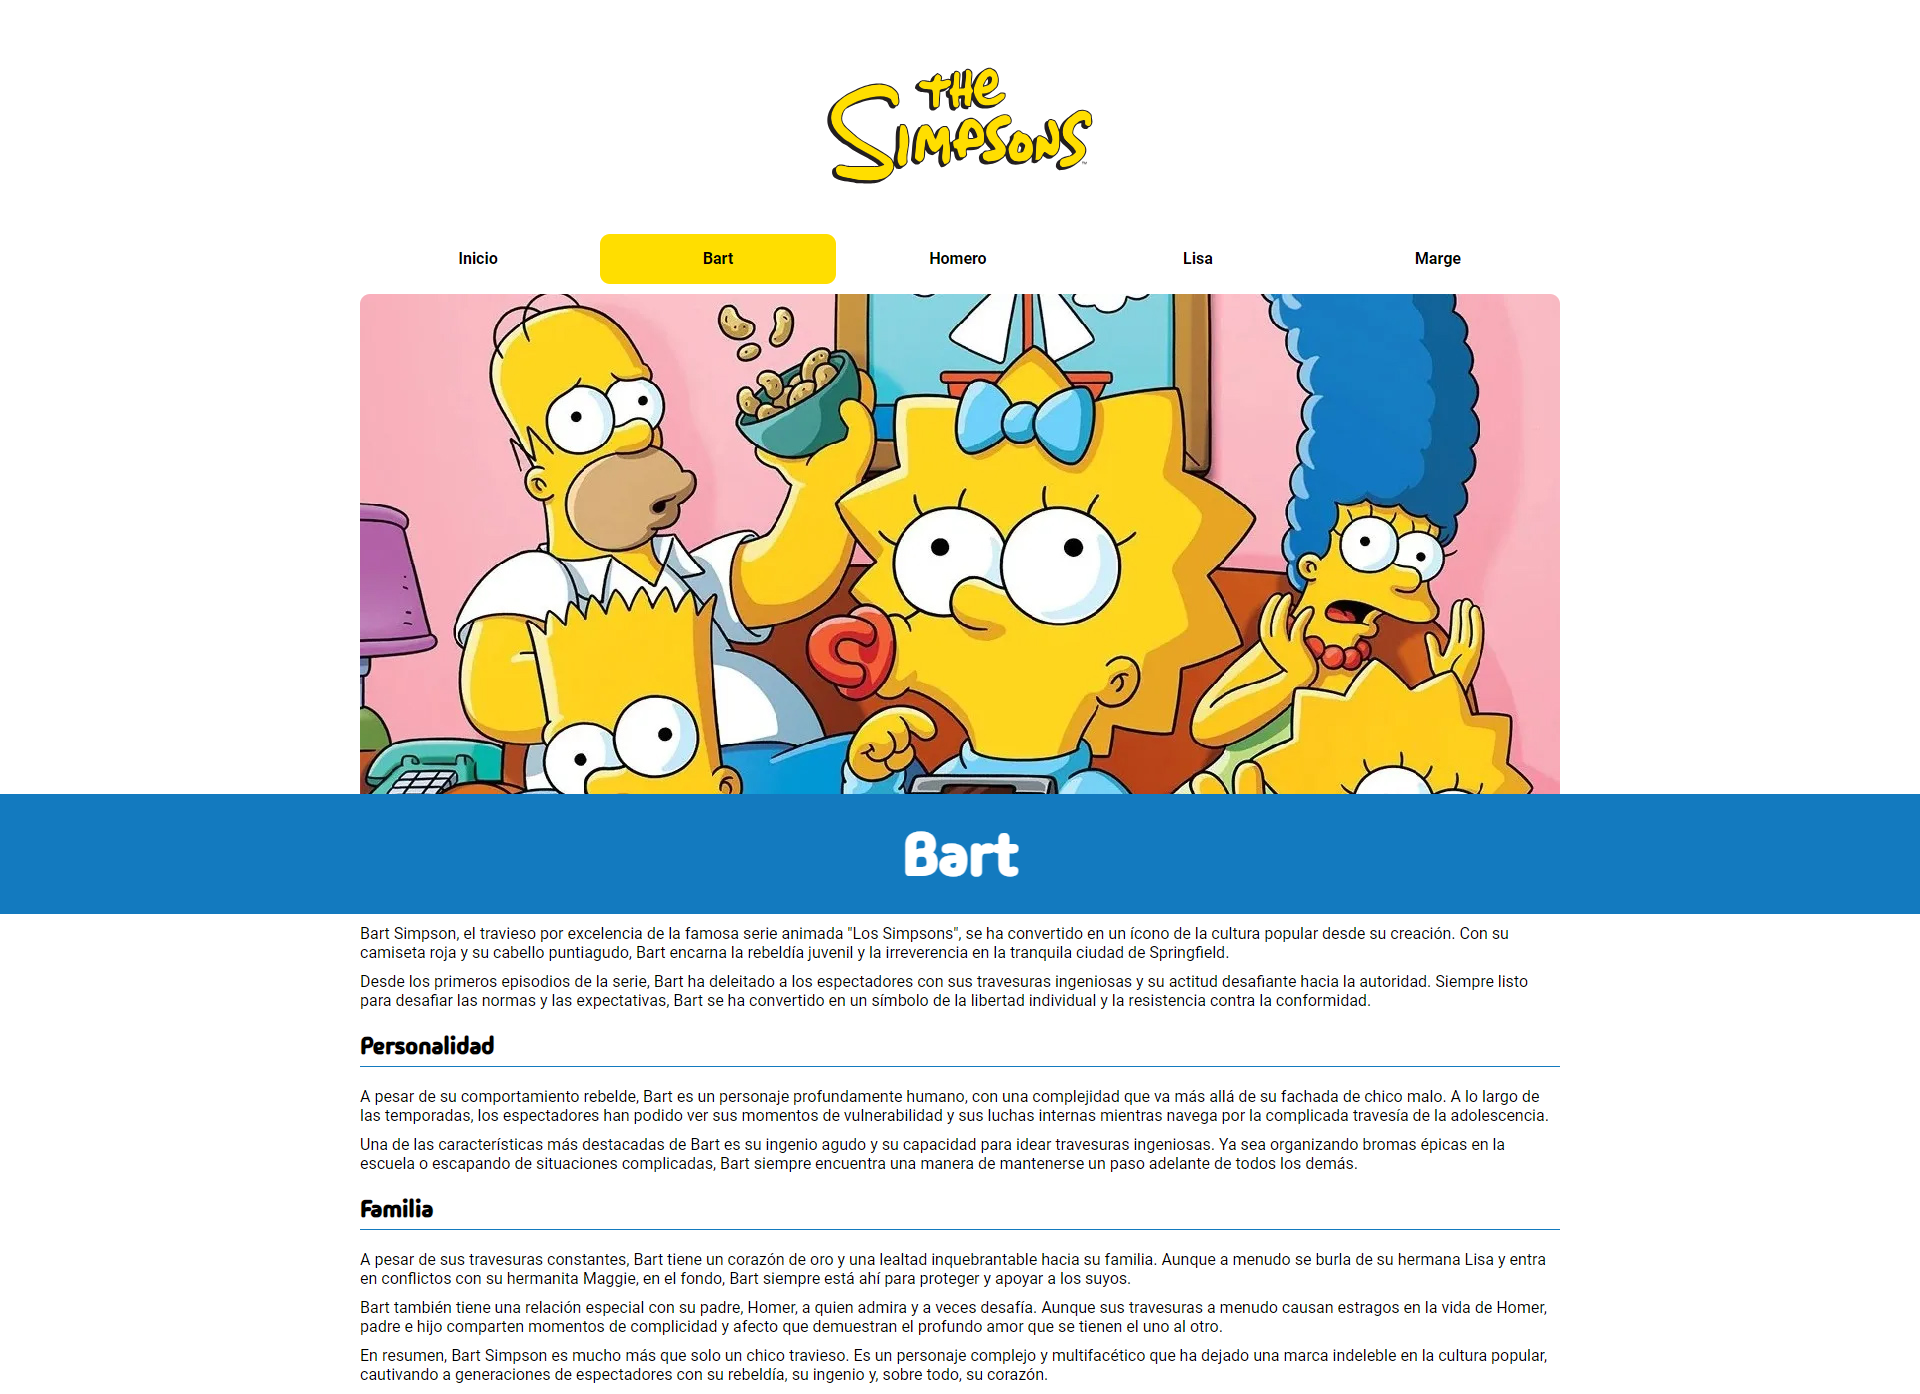 THE
SIMPSONS
™
Inicio Bart Homero Lisa Marge
Bart
Bart Simpson, el travieso por excelencia de la famosa serie animada "Los Simpsons", se ha convertido en un ícono de la cultura popular desde su creación. Con su
camiseta roja y su cabello puntiagudo, Bart encarna la rebeldía juvenil y la irreverencia en la tranquila ciudad de Springfield.
Desde los primeros episodios de la serie, Bart ha deleitado a los espectadores con sus travesuras ingeniosas y su actitud desafiante hacia la autoridad. Siempre listo
para desafiar las normas y las expectativas, Bart se ha convertido en un símbolo de la libertad individual y la resistencia contra la conformidad.
Personalidad
A pesar de su comportamiento rebelde, Bart es un personaje profundamente humano, con una complejidad que va más allá de su fachada de chico malo. A lo largo de
las temporadas, los espectadores han podido ver sus momentos de vulnerabilidad y sus luchas internas mientras navega por la complicada travesía de la adolescencia.
Una de las características más destacadas de Bart es su ingenio agudo y su capacidad para idear travesuras ingeniosas. Ya sea organizando bromas épicas en la
escuela o escapando de situaciones complicadas, Bart siempre encuentra una manera de mantenerse un paso adelante de todos los demás.
Familia
A pesar de sus travesuras constantes, Bart tiene un corazón de oro y una lealtad inquebrantable hacia su familia. Aunque a menudo se burla de su hermana Lisa y entra
en conflictos con su hermanita Maggie, en el fondo, Bart siempre está ahí para proteger y apoyar a los suyos.
Bart también tiene una relación especial con su padre, Homer, a quien admira y a veces desafía. Aunque sus travesuras a menudo causan estragos en la vida de Homer,
padre e hijo comparten momentos de complicidad y afecto que demuestran el profundo amor que se tienen el uno al otro.
En resumen, Bart Simpson es mucho más que solo un chico travieso. Es un personaje complejo y multifacético que ha dejado una marca indeleble en la cultura popular,
cautivando a generaciones de espectadores con su rebeldía, su ingenio y, sobre todo, su corazón.